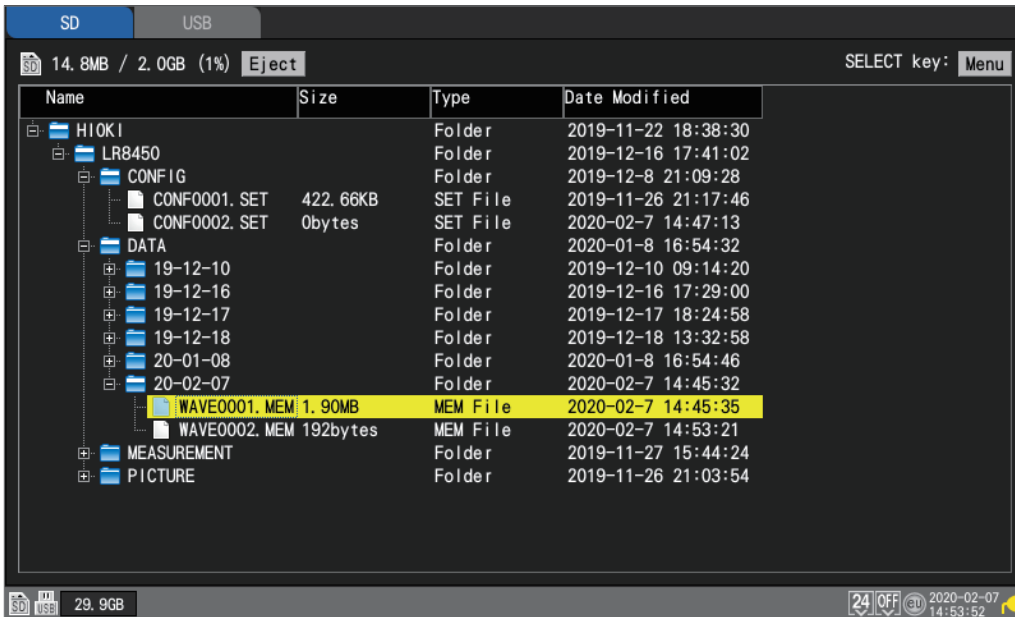 SD USB
SD 14.8MB / 2.0GB (1%) Eject SELECT key: Menu
Name Size Type Date Modified
HIOKI Folder 2019-11-22 18:38:30
LR8450 Folder 2019-12-16 17:41:02
CONFIG Folder 2019-12-8 21:09:28
CONF0001.SET 422.66KB SET File 2019-11-26 21:17:46
CONF0002.SET 0bytes SET File 2020-02-7 14:47:13
DATA Folder 2020-01-8 16:54:32
19-12-10 Folder 2019-12-10 09:14:20
19-12-16 Folder 2019-12-16 17:29:00
19-12-17 Folder 2019-12-17 18:24:58
19-12-18 Folder 2019-12-18 13:32:58
20-01-08 Folder 2020-01-8 16:54:46
20-02-07 Folder 2020-02-7 14:45:32
WAVE0001.MEM 1.90MB MEM File 2020-02-7 14:45:35
WAVE0002.MEM 192bytes MEM File 2020-02-7 14:53:21
MEASUREMENT Folder 2019-11-27 15:44:24
PICTURE Folder 2019-11-26 21:03:54
SD USB 29.9GB 24 OFF eu 2020-02-07
14:53:52